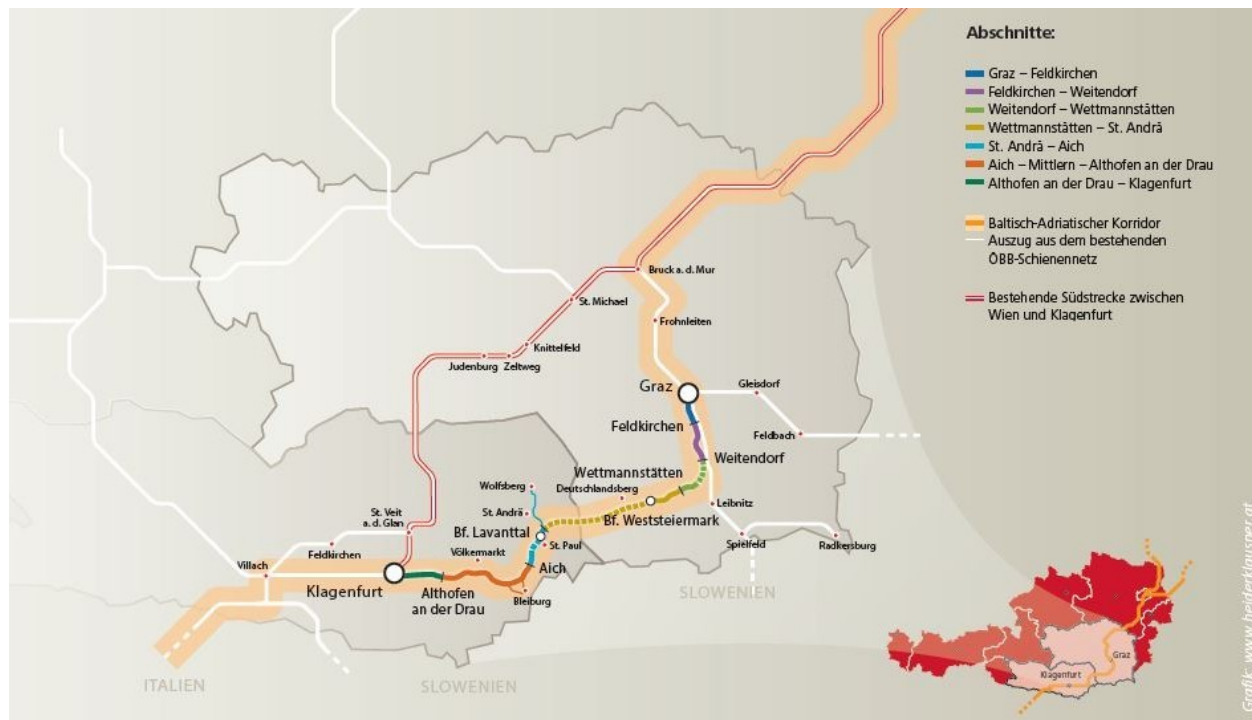 Abschnitte:
Graz – Feldkirchen
Feldkirchen – Weitendorf
Weitendorf – Wettmannstätten
Wettmannstätten – St. Andrä
St. Andrä – Aich
Aich – Mittlern – Althofen an der Drau
Althofen an der Drau – Klagenfurt
Baltisch-Adriatischer Korridor
Auszug aus dem bestehenden
ÖBB-Schienennetz
Bestehende Südstrecke zwischen
Wien und Klagenfurt
Bruck a. d. Mur
St. Michael
Frohnleiten
Knittelfeld
Judenburg
Zeltweg
Graz
Gleisdorf
Feldkirchen
Feldbach
Weitendorf
Wettmannstätten
Deutschlandsberg
Wolfsberg
Leibnitz
St. Andrä
Bf. Weststeiermark
St. Veit
a. d. Glan
Bf. Lavanttal
Spielfeld
Radkersburg
St. Paul
Feldkirchen
Völkermarkt
Villach
Aich
Klagenfurt
Althofen
an der Drau
Bleiburg
SLOWENIEN
ITALIEN
SLOWENIEN
Graz
Klagenfurt
Grafik: www.beiderklauser.at